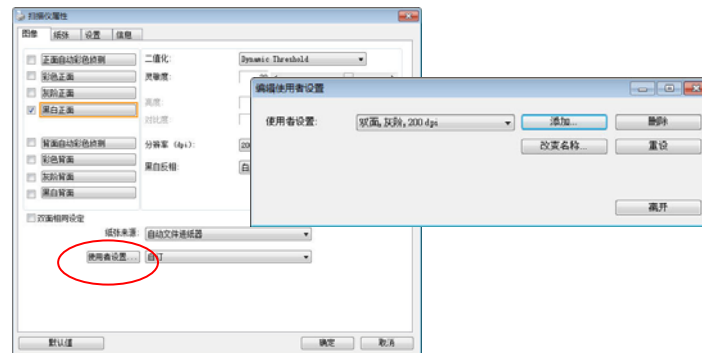 扫描仪属性
图像 纸张 设置 信息
正面自动彩色侦测
彩色正面
灰阶正面
黑白正面
背面自动彩色侦测
彩色背面
灰阶背面
黑白背面
二值化: Dynamic Threshold
灵敏度:
亮度:
对比度:
分辨率 (dpi):
黑白反相:
双面相同设定
纸张来源: 自动文件进纸器
使用者设置... 自订
默认值 确定 取消
编辑使用者设置
使用者设置: 双面, 灰阶, 200 dpi 添加... 删除
改变名称... 重设
离开